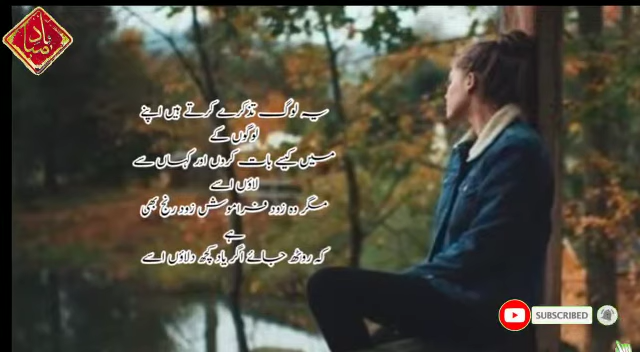 یہ لوگ تذکرے کرتے ہیں اپنے
لوگوں کے
میں کیسے بات کروں اور کہاں سے
لاؤں اسے
مگر وہ زود فراموش زود رنج بھی
ہے
کہ روٹھ جائے اگر یاد کچھ دلاؤں اسے
SUBSCRIBED